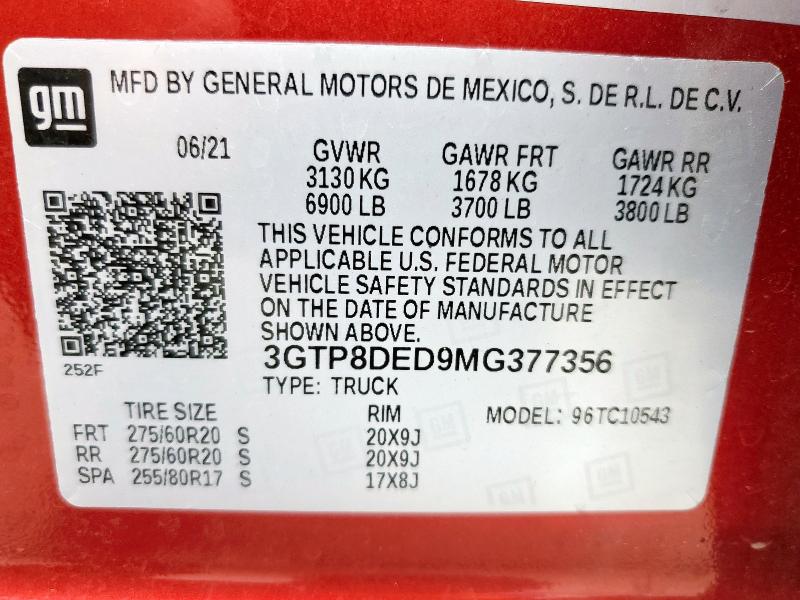 gm
MFD BY GENERAL MOTORS DE MEXICO, S. DE R.L. DE C.V.
06/21 GVWR GAWR FRT GAWR RR
3130 KG 1678 KG 1724 KG
6900 LB 3700 LB 3800 LB
THIS VEHICLE CONFORMS TO ALL
APPLICABLE U.S. FEDERAL MOTOR
VEHICLE SAFETY STANDARDS IN EFFECT
ON THE DATE OF MANUFACTURE
SHOWN ABOVE.
252F
3GTP8DED9MG377356
TYPE: TRUCK
TIRE SIZE RIM MODEL: 96TC10543
FRT 275/60R20 S 20X9J
RR 275/60R20 S 20X9J
SPA 255/80R17 S 17X8J